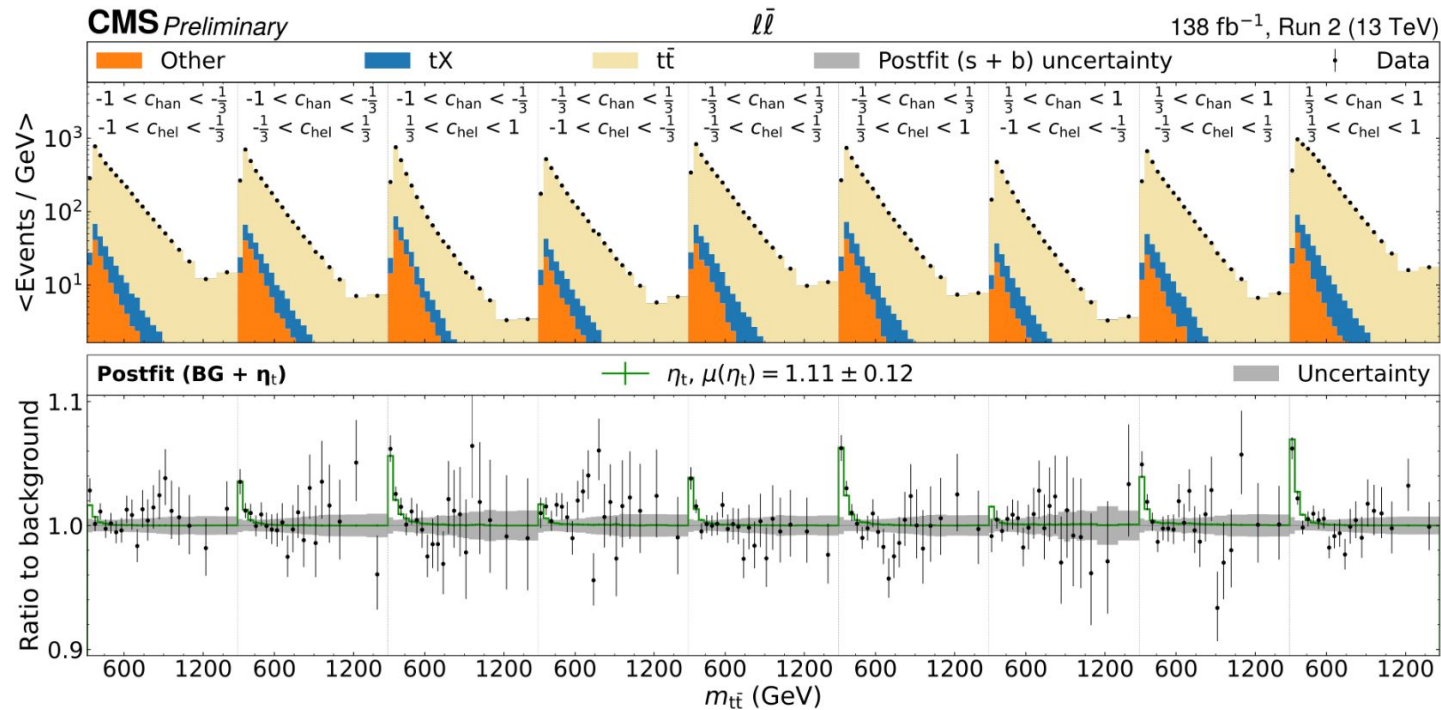 CMS Preliminary ℓℓ̄ 138 fb⁻¹, Run 2 (13 TeV)
Other tX tt̄ Postfit (s + b) uncertainty Data
-1 < c_han < -1/3 -1 < c_han < -1/3 -1 < c_han < -1/3 -1/3 < c_han < 1/3 -1/3 < c_han < 1/3 -1/3 < c_han < 1/3 1/3 < c_han < 1 1/3 < c_han < 1 1/3 < c_han < 1
-1 < c_hel < -1/3 -1/3 < c_hel < 1/3 1/3 < c_hel < 1 -1 < c_hel < -1/3 -1/3 < c_hel < 1/3 1/3 < c_hel < 1 -1 < c_hel < -1/3 -1/3 < c_hel < 1/3 1/3 < c_hel < 1
<Events / GeV>
10³
10²
10¹
Postfit (BG + η_t) η_t, μ(η_t) = 1.11 ± 0.12 Uncertainty
Ratio to background
1.1
1.0
0.9
600 1200 600 1200 600 1200 600 1200 600 1200 600 1200 600 1200 600 1200 600 1200
m_tt̄ (GeV)